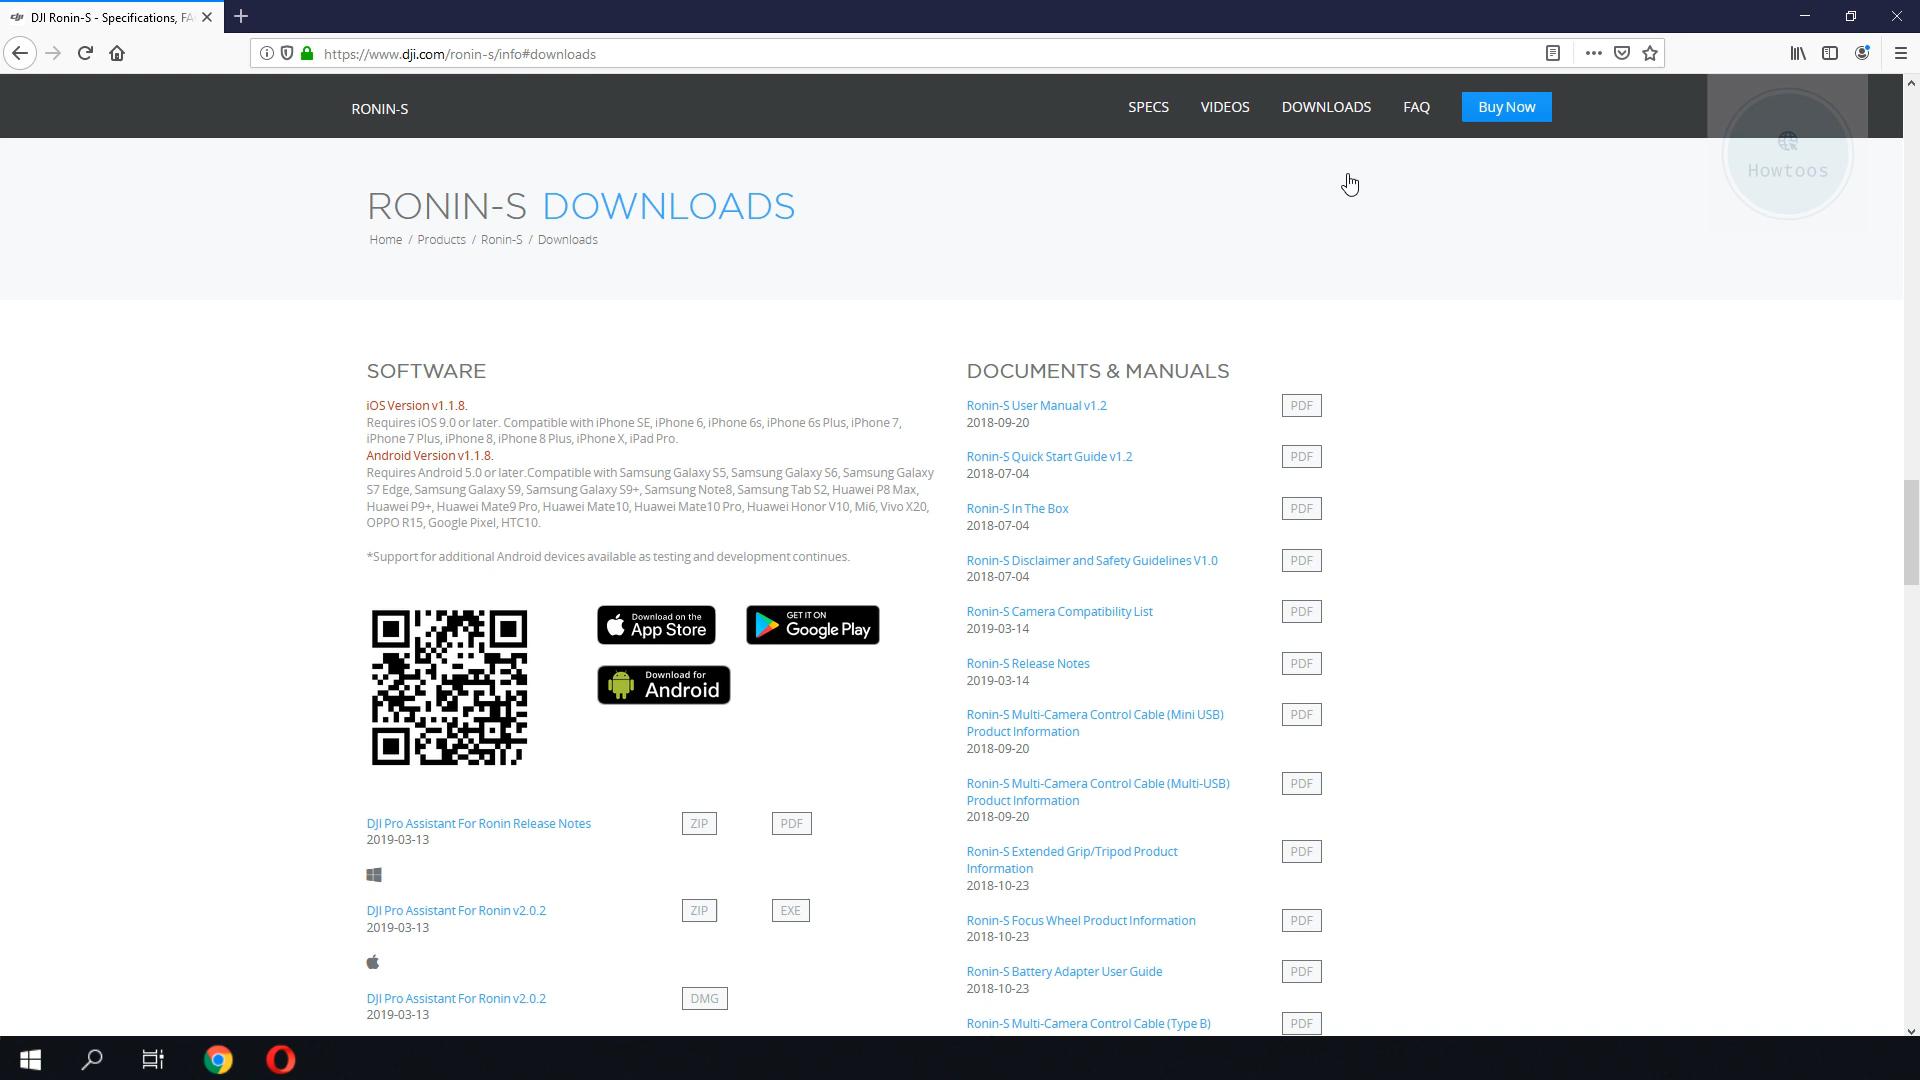 DJI Ronin-S - Specifications, FA
https://www.dji.com/ronin-s/info#downloads
RONIN-S
SPECS
VIDEOS
DOWNLOADS
FAQ
Buy Now
Howtoos
RONIN-S DOWNLOADS
Home / Products / Ronin-S / Downloads
SOFTWARE
iOS Version v1.1.8.
Requires iOS 9.0 or later. Compatible with iPhone SE, iPhone 6, iPhone 6s, iPhone 6s Plus, iPhone 7,
iPhone 7 Plus, iPhone 8, iPhone 8 Plus, iPhone X, iPad Pro.
Android Version v1.1.8.
Requires Android 5.0 or later.Compatible with Samsung Galaxy S5, Samsung Galaxy S6, Samsung Galaxy
S7 Edge, Samsung Galaxy S9, Samsung Galaxy S9+, Samsung Note8, Samsung Tab S2, Huawei P8 Max,
Huawei P9+, Huawei Mate9 Pro, Huawei Mate10, Huawei Mate10 Pro, Huawei Honor V10, Mi6, Vivo X20,
OPPO R15, Google Pixel, HTC10.
*Support for additional Android devices available as testing and development continues.
Download on the
App Store
GET IT ON
Google Play
Download for
Android
DJI Pro Assistant For Ronin Release Notes
2019-03-13
ZIP
PDF
DJI Pro Assistant For Ronin v2.0.2
2019-03-13
ZIP
EXE
DJI Pro Assistant For Ronin v2.0.2
2019-03-13
DMG
DOCUMENTS & MANUALS
Ronin-S User Manual v1.2
2018-09-20
PDF
Ronin-S Quick Start Guide v1.2
2018-07-04
PDF
Ronin-S In The Box
2018-07-04
PDF
Ronin-S Disclaimer and Safety Guidelines V1.0
2018-07-04
PDF
Ronin-S Camera Compatibility List
2019-03-14
PDF
Ronin-S Release Notes
2019-03-14
PDF
Ronin-S Multi-Camera Control Cable (Mini USB)
Product Information
2018-09-20
PDF
Ronin-S Multi-Camera Control Cable (Multi-USB)
Product Information
2018-09-20
PDF
Ronin-S Extended Grip/Tripod Product
Information
2018-10-23
PDF
Ronin-S Focus Wheel Product Information
2018-10-23
PDF
Ronin-S Battery Adapter User Guide
2018-10-23
PDF
Ronin-S Multi-Camera Control Cable (Type B)
PDF